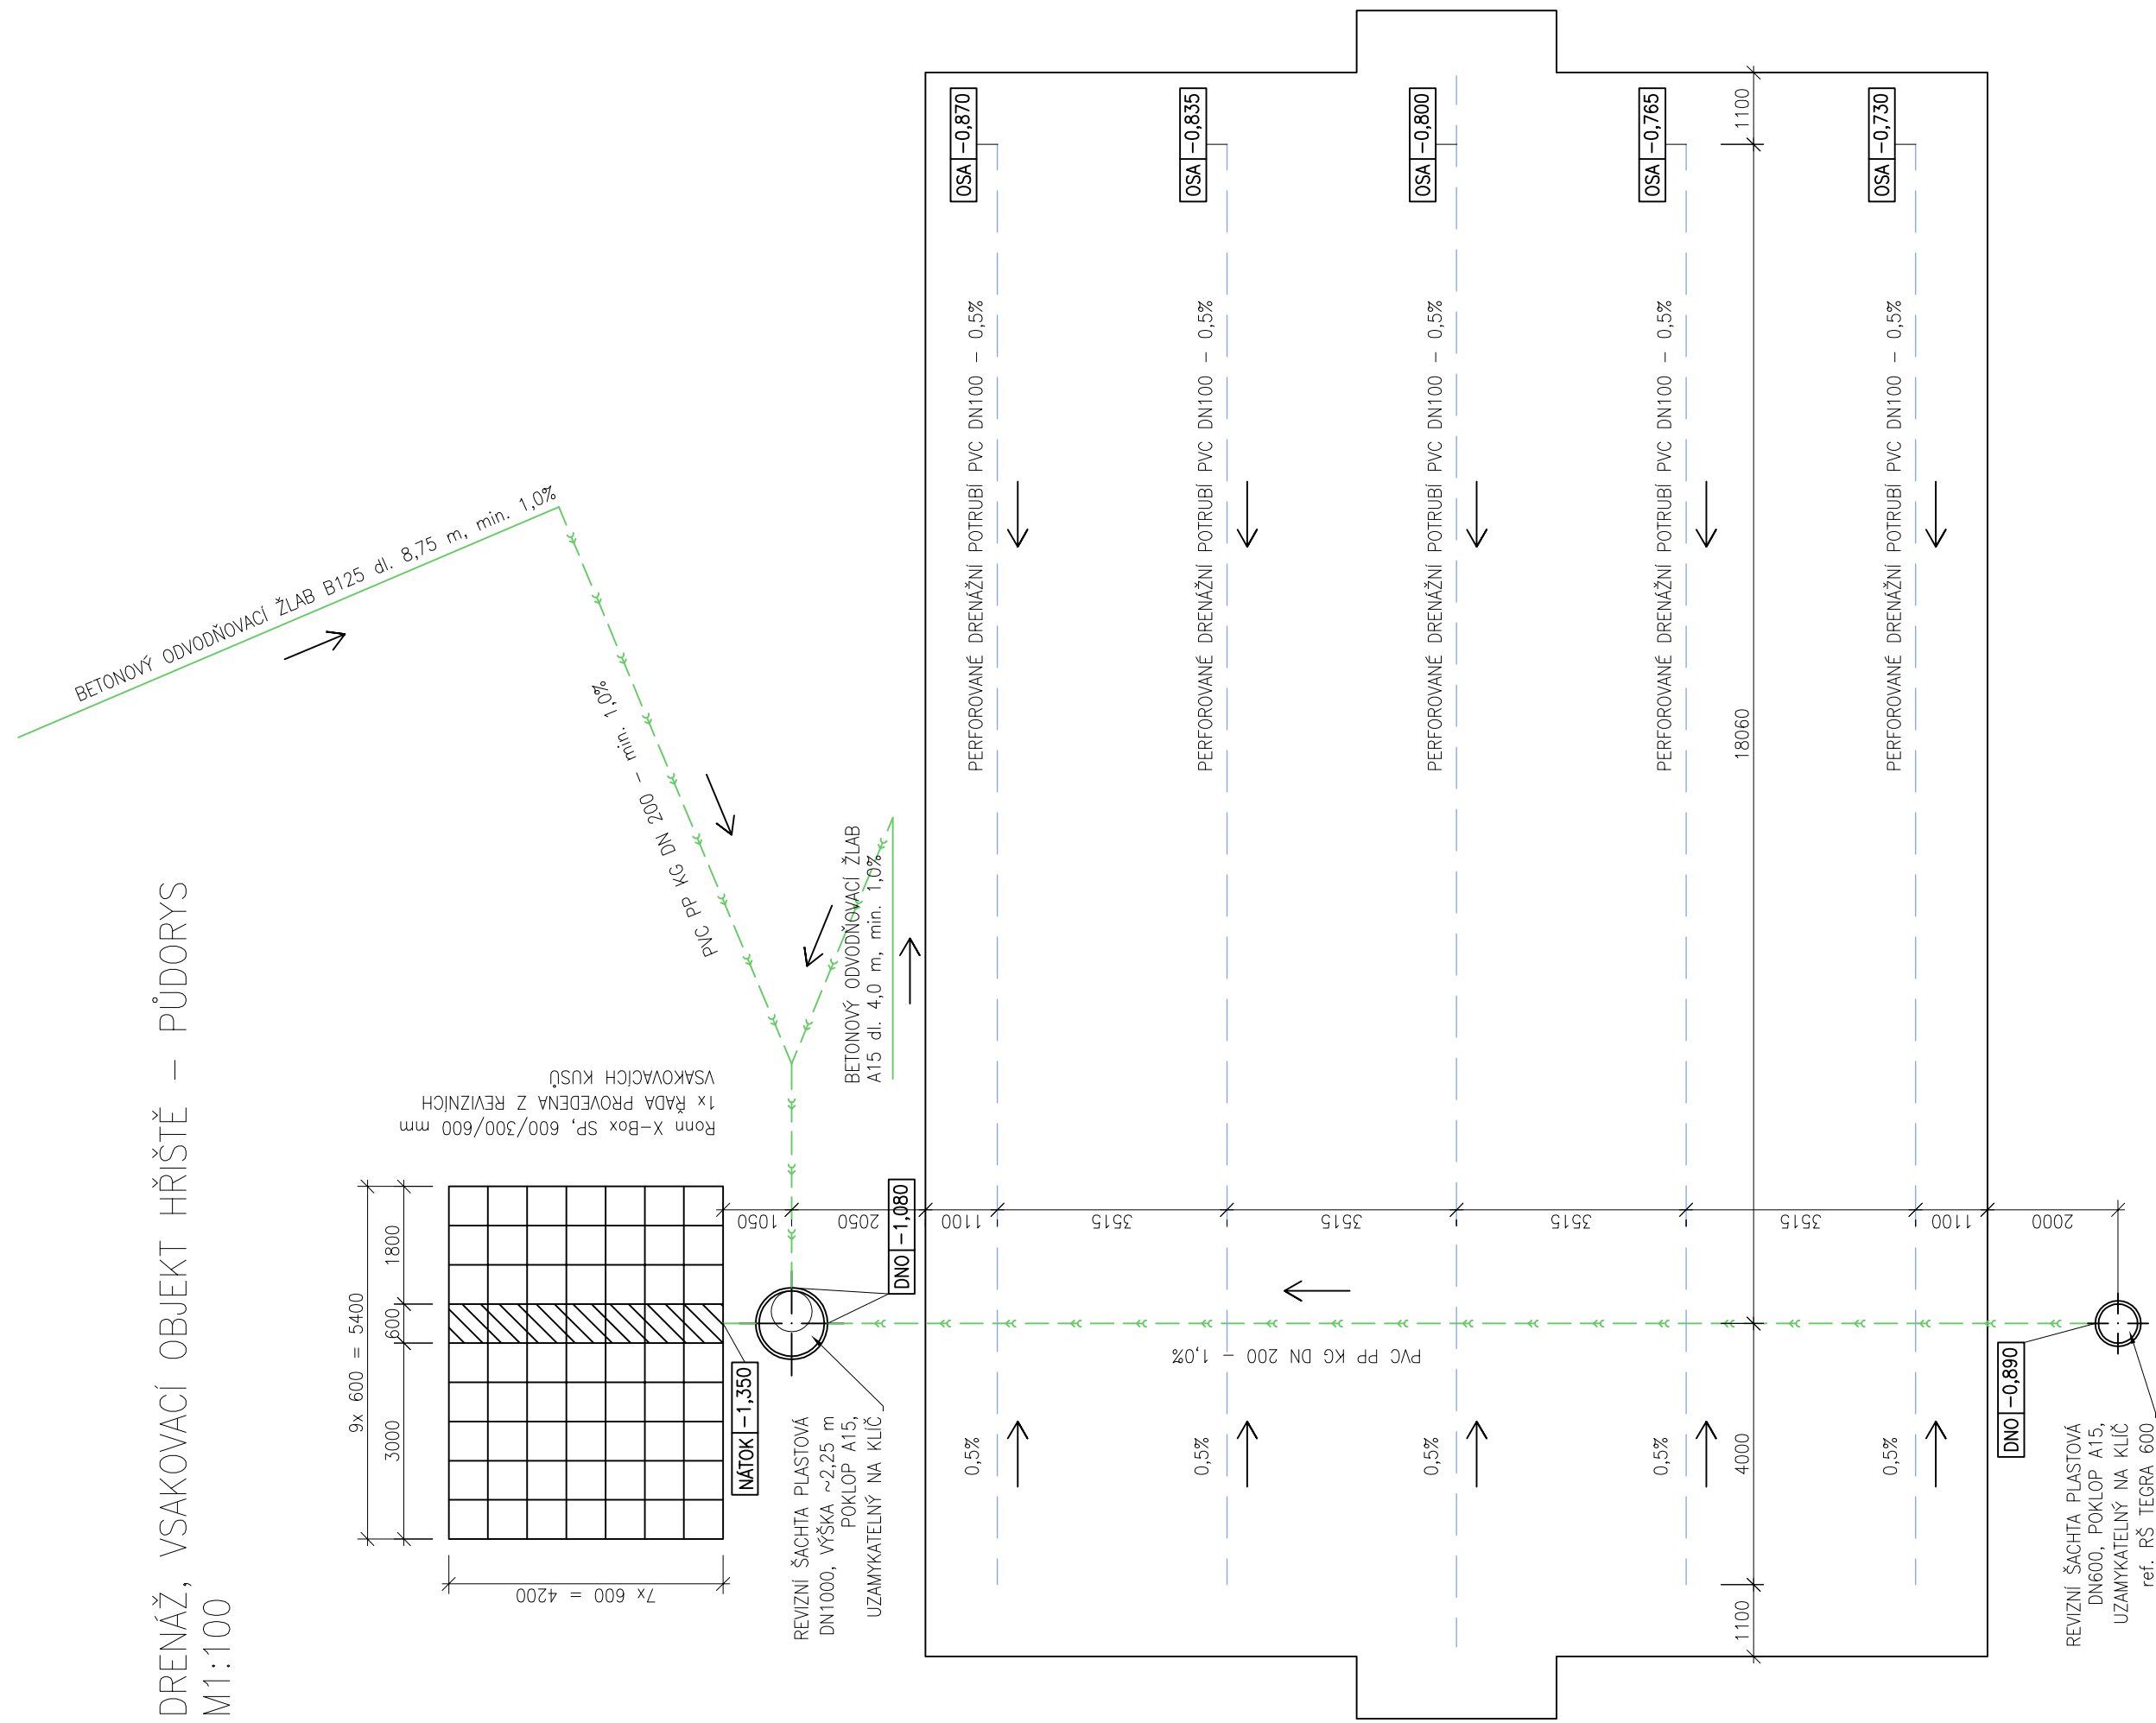 DRENÁŽ, VSAKOVACÍ OBJEKT HŘIŠTĚ – PŮDORYS
M1:100
BETONOVÝ ODVODŇOVACÍ ŽLAB B125 dl. 8,75 m, min. 1,0%
PVC PP KG DN 200 – min. 1,0%
BETONOVÝ ODVODŇOVACÍ ŽLAB
A15 dl. 4,0 m, min. 1,0%
Ronn X–Box SP, 600/300/600 mm
1x ŘADA PROVEDENA Z REVIZNÍCH
VSAKOVACÍCH KUSŮ
9x 600 = 5400
1800
600
3000
7x 600 = 4200
NÁTOK –1,350
DNO –1,080
REVIZNÍ ŠACHTA PLASTOVÁ
DN1000, VÝŠKA ~2,25 m
POKLOP A15,
UZAMYKATELNÝ NA KLÍČ
1050
2050
1100
3515
3515
3515
3515
1100
2000
OSA –0,870
OSA –0,835
OSA –0,800
OSA –0,765
OSA –0,730
PERFOROVANÉ DRENÁŽNÍ POTRUBÍ PVC DN100 – 0,5%
PERFOROVANÉ DRENÁŽNÍ POTRUBÍ PVC DN100 – 0,5%
PERFOROVANÉ DRENÁŽNÍ POTRUBÍ PVC DN100 – 0,5%
PERFOROVANÉ DRENÁŽNÍ POTRUBÍ PVC DN100 – 0,5%
PERFOROVANÉ DRENÁŽNÍ POTRUBÍ PVC DN100 – 0,5%
1100
18060
4000
1100
PVC PP KG DN 200 – 1,0%
0,5%
0,5%
0,5%
0,5%
0,5%
DNO –0,890
REVIZNÍ ŠACHTA PLASTOVÁ
DN600, POKLOP A15,
UZAMYKATELNÝ NA KLÍČ
ref. RŠ TEGRA 600